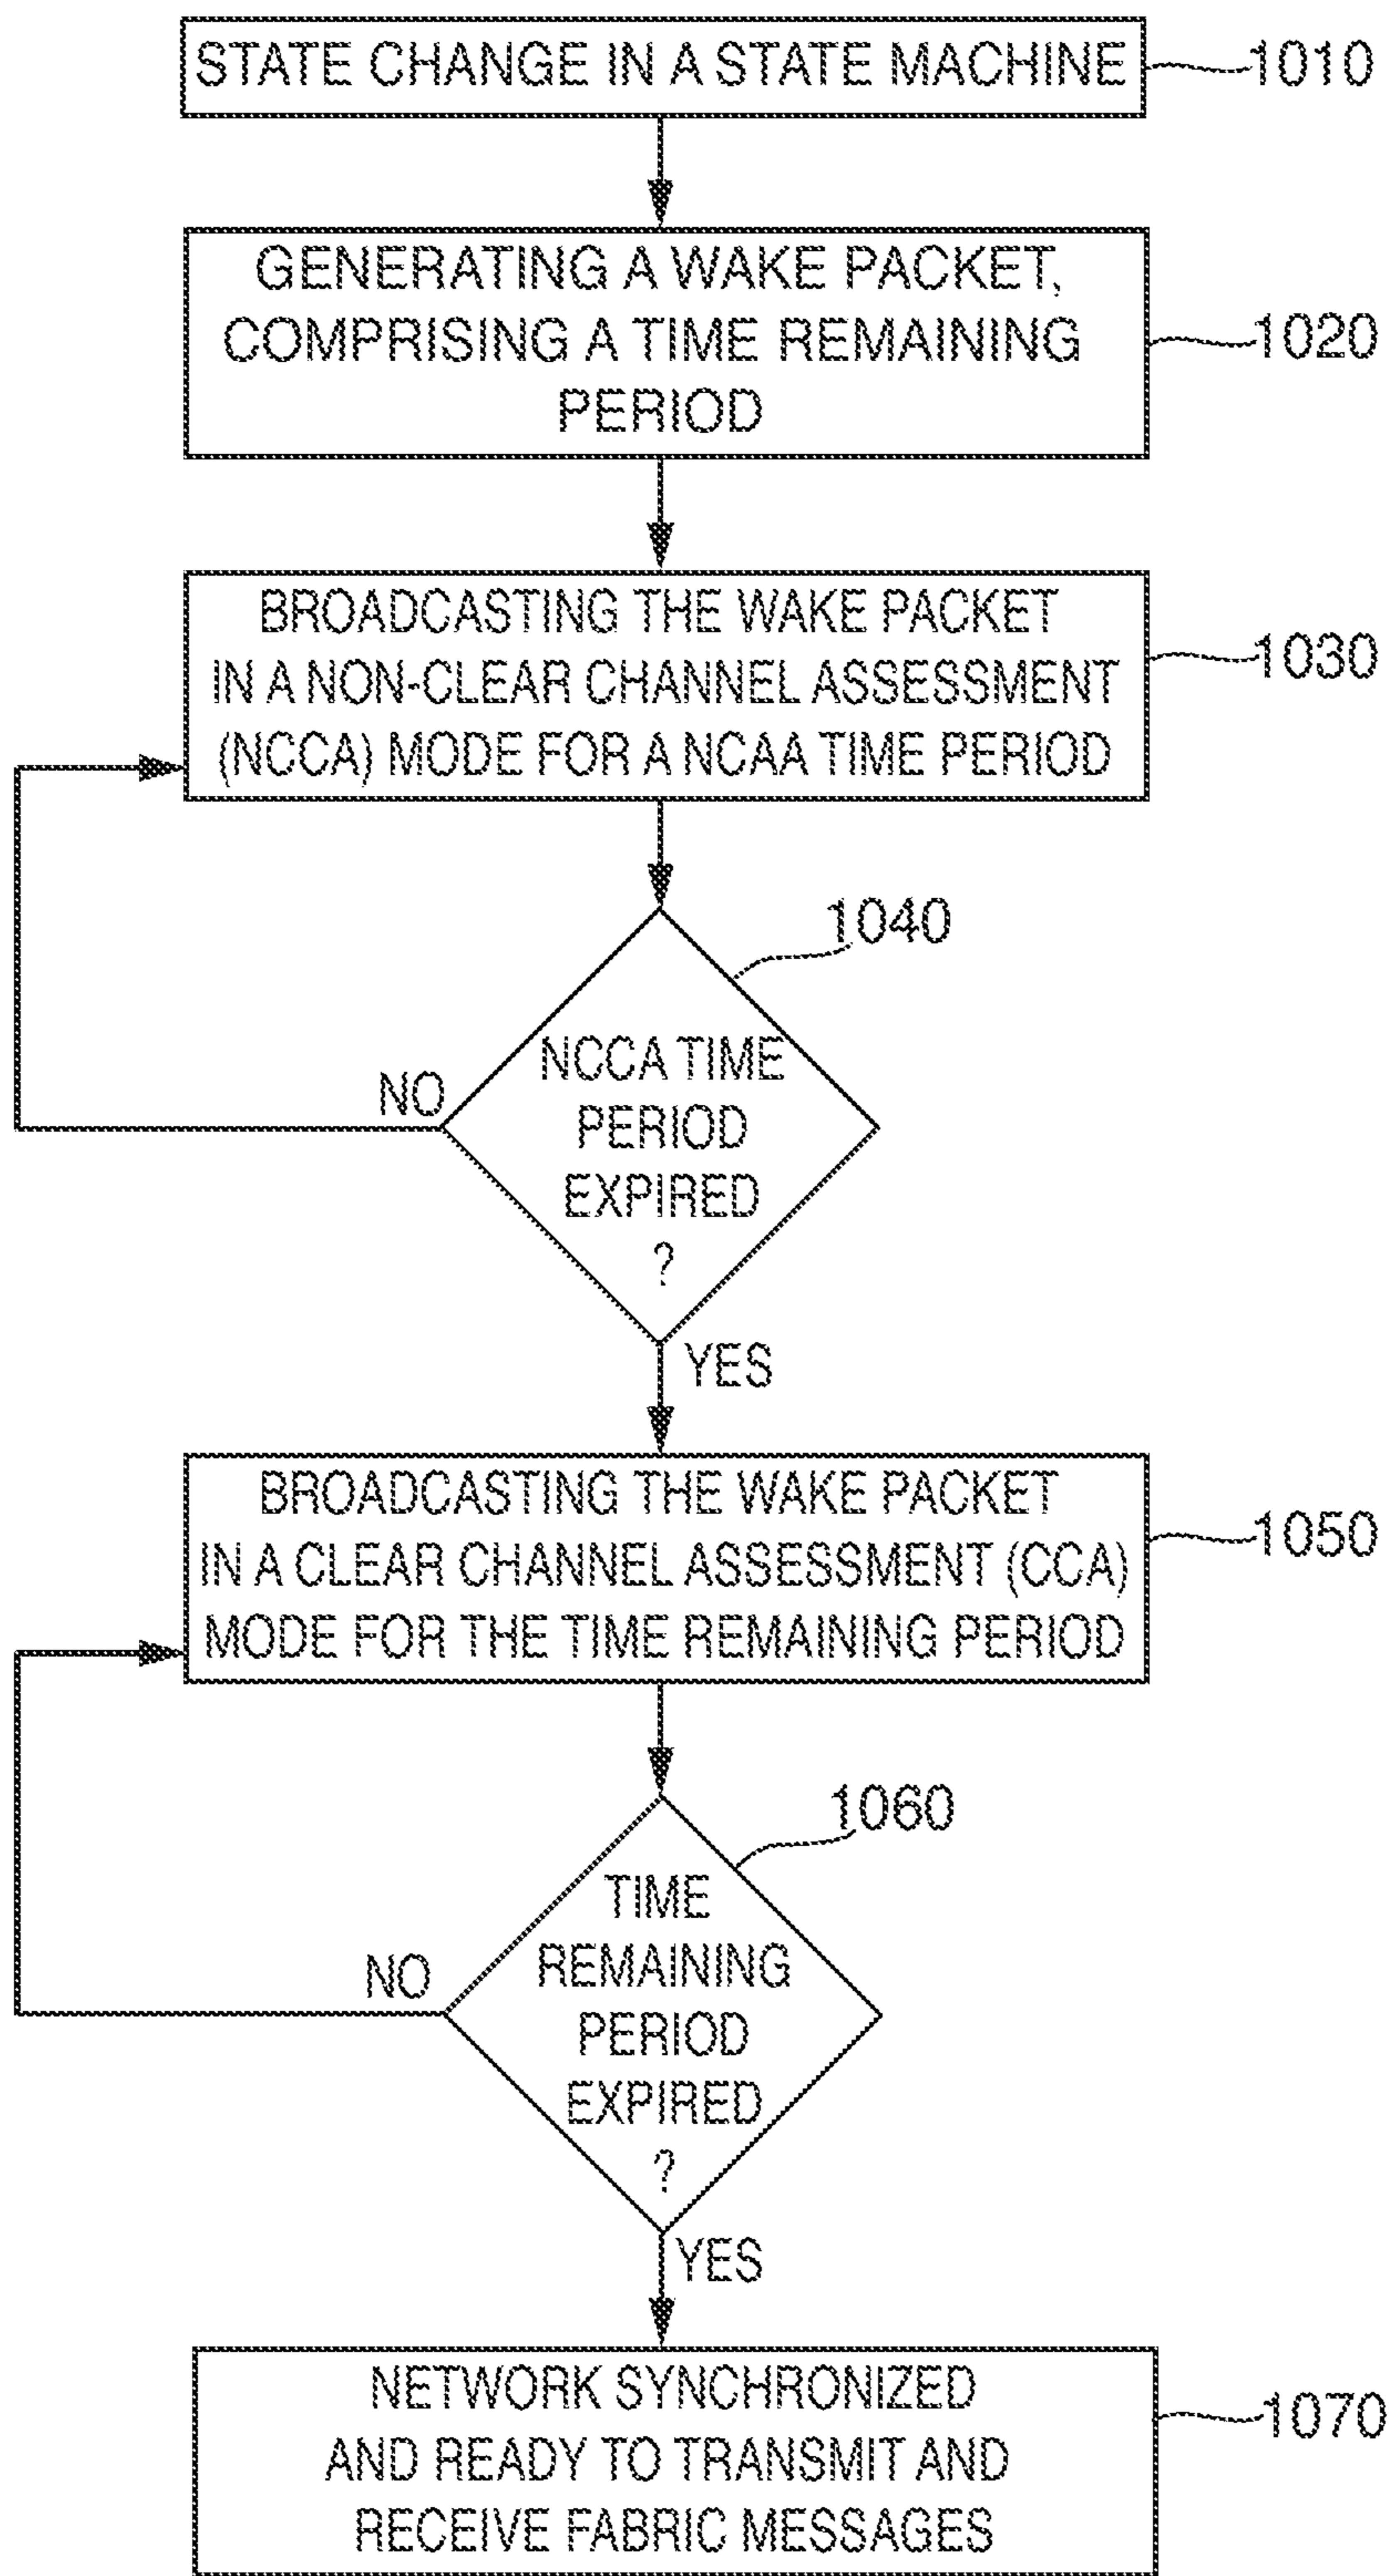 STATE CHANGE IN A STATE MACHINE
1010
GENERATING A WAKE PACKET,
COMPRISING A TIME REMAINING
PERIOD
1020
BROADCASTING THE WAKE PACKET
IN A NON-CLEAR CHANNEL ASSESSMENT
(NCCA) MODE FOR A NCAA TIME PERIOD
1030
1040
NCCA TIME
PERIOD
EXPIRED
?
NO
YES
BROADCASTING THE WAKE PACKET
IN A CLEAR CHANNEL ASSESSMENT (CCA)
MODE FOR THE TIME REMAINING PERIOD
1050
1060
TIME
REMAINING
PERIOD
EXPIRED
?
NO
YES
NETWORK SYNCHRONIZED
AND READY TO TRANSMIT AND
RECEIVE FABRIC MESSAGES
1070